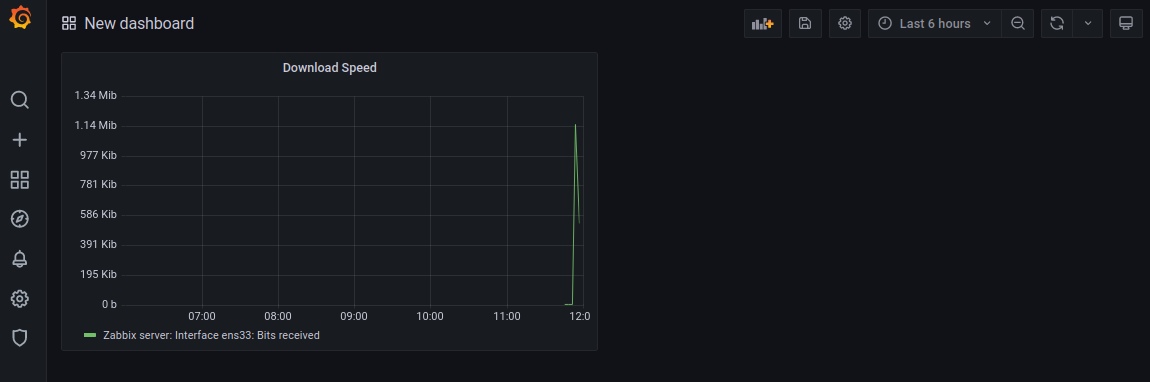 New dashboard
Last 6 hours
Download Speed
1.34 Mib
1.14 Mib
977 Kib
781 Kib
586 Kib
391 Kib
195 Kib
0 b
07:00 08:00 09:00 10:00 11:00 12:0
Zabbix server: Interface ens33: Bits received